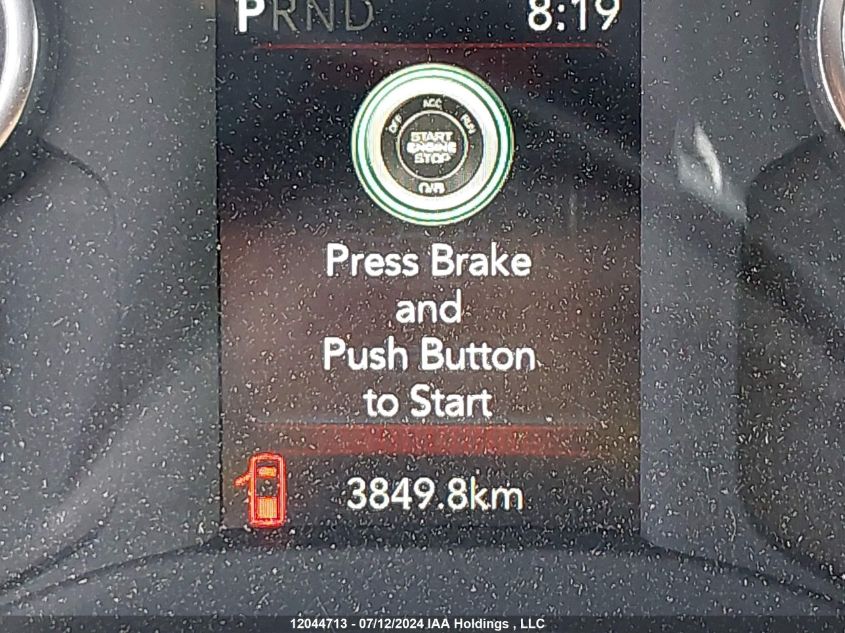 PRND 8:19
ACC
OFF RUN
START
ENGINE
STOP
Press Brake
and
Push Button
to Start
3849.8km
12044713 - 07/12/2024 IAA Holdings , LLC